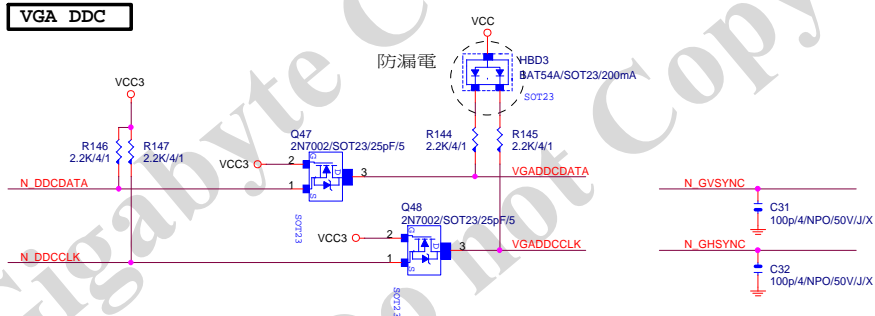 VGA DDC
VCC
防漏電
HBD3
BAT54A/SOT23/200mA
SOT23
VCC3
R146
2.2K/4/1
R147
2.2K/4/1
Q47
2N7002/SOT23/25pF/5
R144
2.2K/4/1
R145
2.2K/4/1
VCC3
2
G
D
S
1
3
N_DDCDATA
VGADDCDATA
SOT23
Q48
2N7002/SOT23/25pF/5
VCC3
2
G
D
S
1
3
N_DDCCLK
VGADDCCLK
SOT23
N_GVSYNC
C31
100p/4/NPO/50V/J/X
N_GHSYNC
C32
100p/4/NPO/50V/J/X
Gigabyte C
Do not Copy